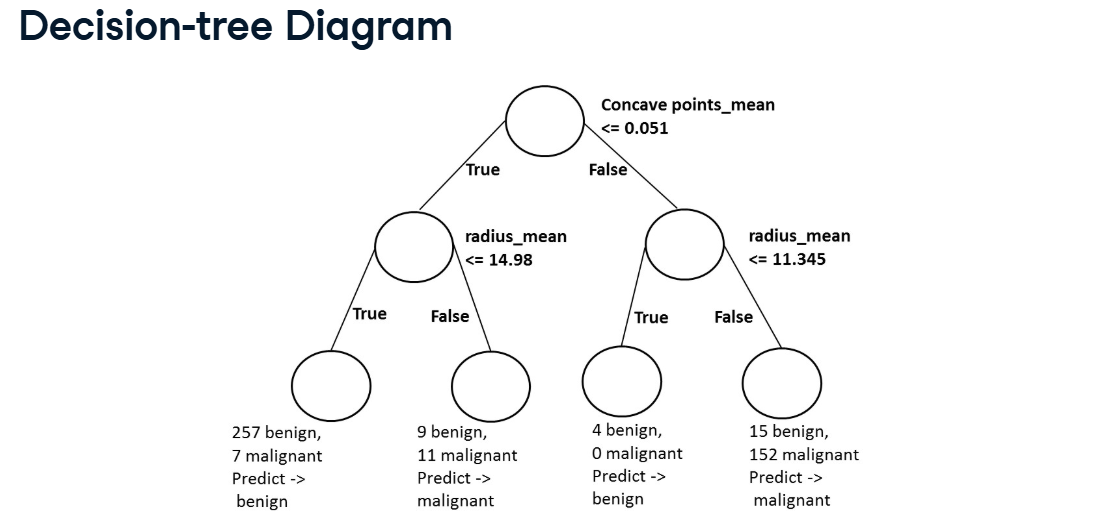 Decision-tree Diagram
Concave points_mean
<= 0.051
True
False
radius_mean
<= 14.98
radius_mean
<= 11.345
True
False
True
False
257 benign,
7 malignant
Predict ->
benign
9 benign,
11 malignant
Predict ->
malignant
4 benign,
0 malignant
Predict ->
benign
15 benign,
152 malignant
Predict ->
malignant